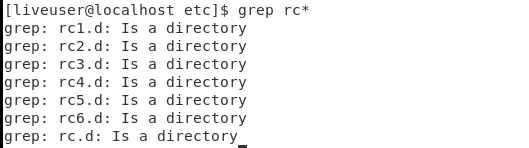 [liveuser@localhost etc]$ grep rc*
grep: rc1.d: Is a directory
grep: rc2.d: Is a directory
grep: rc3.d: Is a directory
grep: rc4.d: Is a directory
grep: rc5.d: Is a directory
grep: rc6.d: Is a directory
grep: rc.d: Is a directory